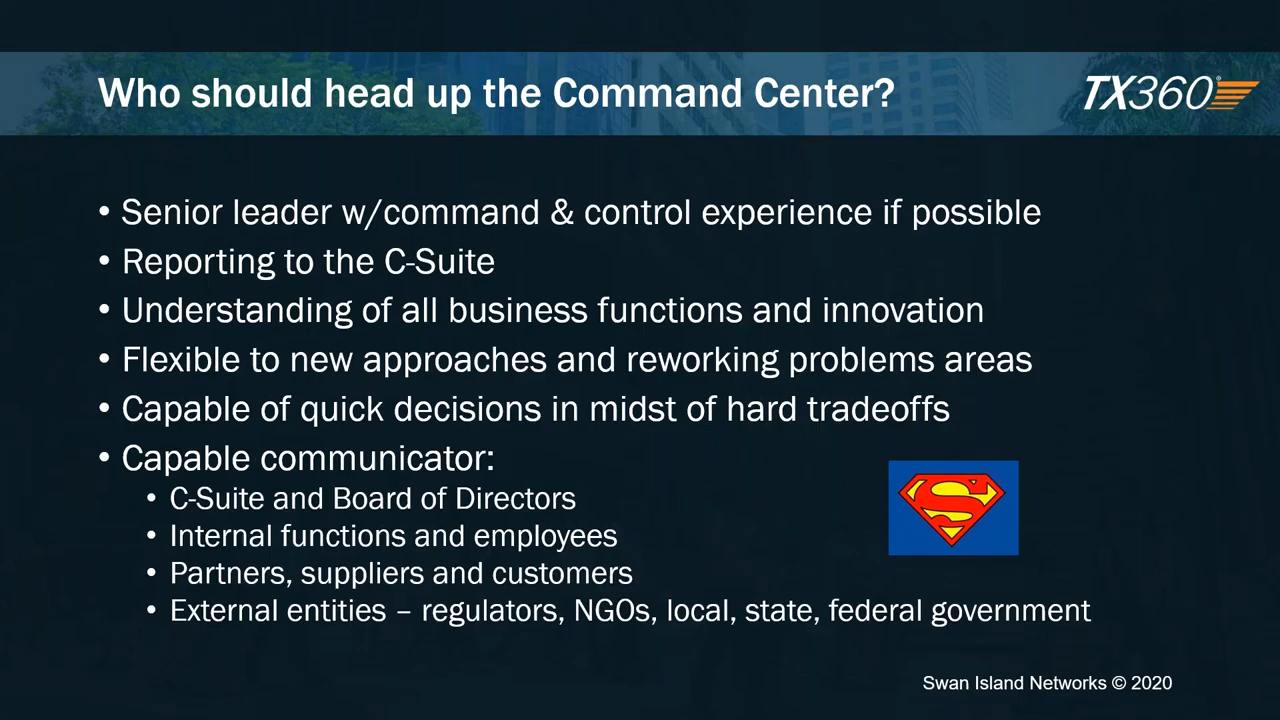 Who should head up the Command Center?
TX360®
• Senior leader w/command & control experience if possible
• Reporting to the C-Suite
• Understanding of all business functions and innovation
• Flexible to new approaches and reworking problems areas
• Capable of quick decisions in midst of hard tradeoffs
• Capable communicator:
• C-Suite and Board of Directors
• Internal functions and employees
• Partners, suppliers and customers
• External entities – regulators, NGOs, local, state, federal government
S
Swan Island Networks © 2020